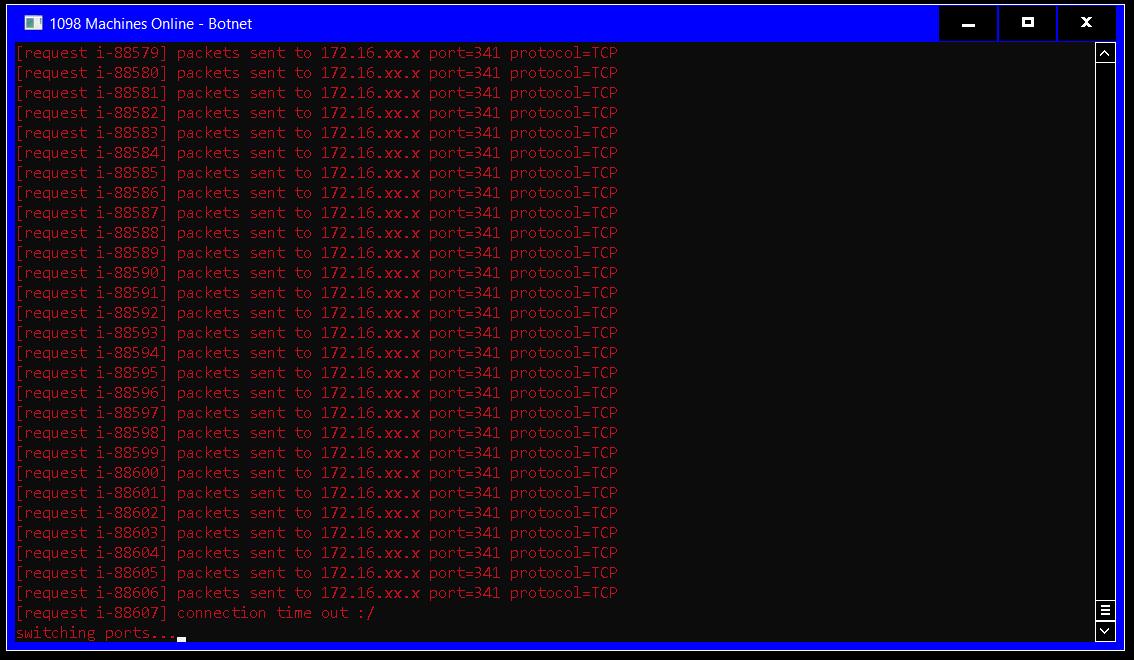 1098 Machines Online - Botnet
[request i-88579] packets sent to 172.16.xx.x port=341 protocol=TCP
[request i-88580] packets sent to 172.16.xx.x port=341 protocol=TCP
[request i-88581] packets sent to 172.16.xx.x port=341 protocol=TCP
[request i-88582] packets sent to 172.16.xx.x port=341 protocol=TCP
[request i-88583] packets sent to 172.16.xx.x port=341 protocol=TCP
[request i-88584] packets sent to 172.16.xx.x port=341 protocol=TCP
[request i-88585] packets sent to 172.16.xx.x port=341 protocol=TCP
[request i-88586] packets sent to 172.16.xx.x port=341 protocol=TCP
[request i-88587] packets sent to 172.16.xx.x port=341 protocol=TCP
[request i-88588] packets sent to 172.16.xx.x port=341 protocol=TCP
[request i-88589] packets sent to 172.16.xx.x port=341 protocol=TCP
[request i-88590] packets sent to 172.16.xx.x port=341 protocol=TCP
[request i-88591] packets sent to 172.16.xx.x port=341 protocol=TCP
[request i-88592] packets sent to 172.16.xx.x port=341 protocol=TCP
[request i-88593] packets sent to 172.16.xx.x port=341 protocol=TCP
[request i-88594] packets sent to 172.16.xx.x port=341 protocol=TCP
[request i-88595] packets sent to 172.16.xx.x port=341 protocol=TCP
[request i-88596] packets sent to 172.16.xx.x port=341 protocol=TCP
[request i-88597] packets sent to 172.16.xx.x port=341 protocol=TCP
[request i-88598] packets sent to 172.16.xx.x port=341 protocol=TCP
[request i-88599] packets sent to 172.16.xx.x port=341 protocol=TCP
[request i-88600] packets sent to 172.16.xx.x port=341 protocol=TCP
[request i-88601] packets sent to 172.16.xx.x port=341 protocol=TCP
[request i-88602] packets sent to 172.16.xx.x port=341 protocol=TCP
[request i-88603] packets sent to 172.16.xx.x port=341 protocol=TCP
[request i-88604] packets sent to 172.16.xx.x port=341 protocol=TCP
[request i-88605] packets sent to 172.16.xx.x port=341 protocol=TCP
[request i-88606] packets sent to 172.16.xx.x port=341 protocol=TCP
[request i-88607] connection time out :/
switching ports...